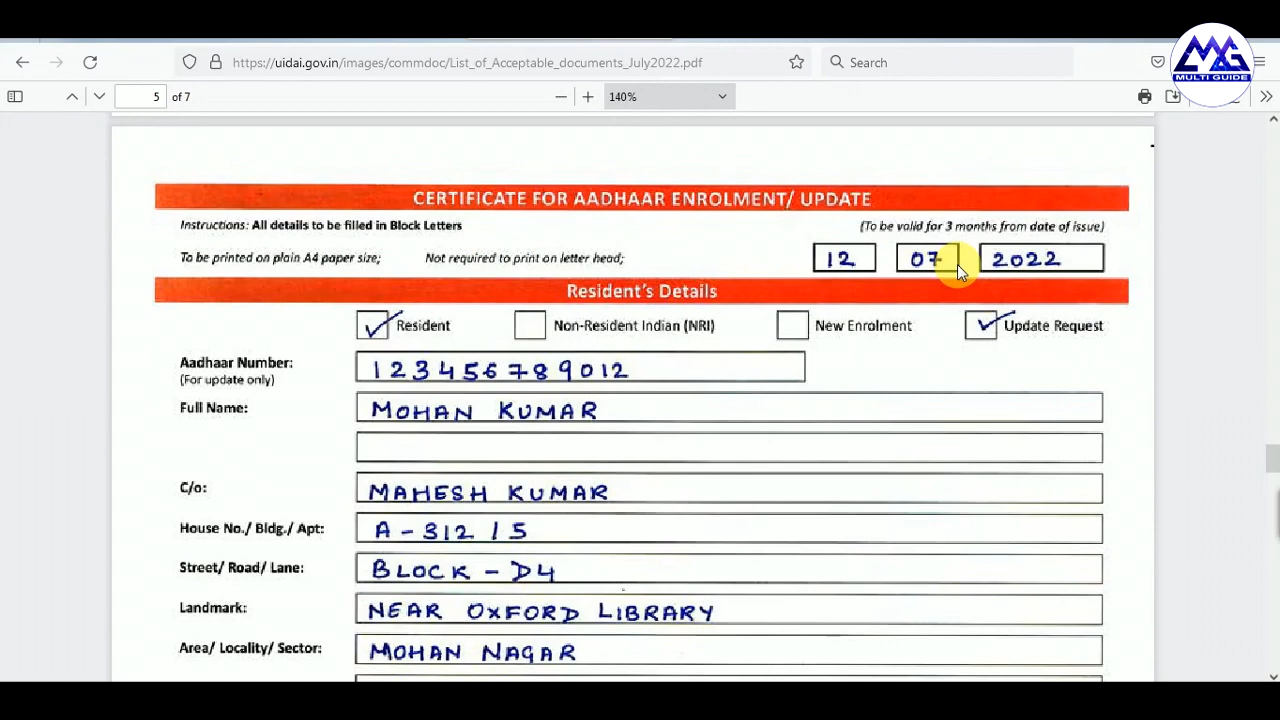 MG
MULTI GUIDE
https://uidai.gov.in/images/commdoc/List_of_Acc ble_documents_July2022.pdf
Search
5 of 7
140%
CERTIFICATE FOR AADHAAR ENROLMENT/ UPDATE
Instructions: All details to be filled in Block Letters
(To be valid for 3 months from date of issue)
To be printed on plain A4 paper size; Not required to print on letter head;
12 07 2022
Resident's Details
Resident Non-Resident Indian (NRI) New Enrolment Update Request
Aadhaar Number: 123456789012
(For update only)
Full Name: MOHAN KUMAR
C/o: MAHESH KUMAR
House No./ Bldg./ Apt: A-312/5
Street/ Road/ Lane: BLOCK - D4
Landmark: NEAR OXFORD LIBRARY
Area/ Locality/ Sector: MOHAN NAGAR